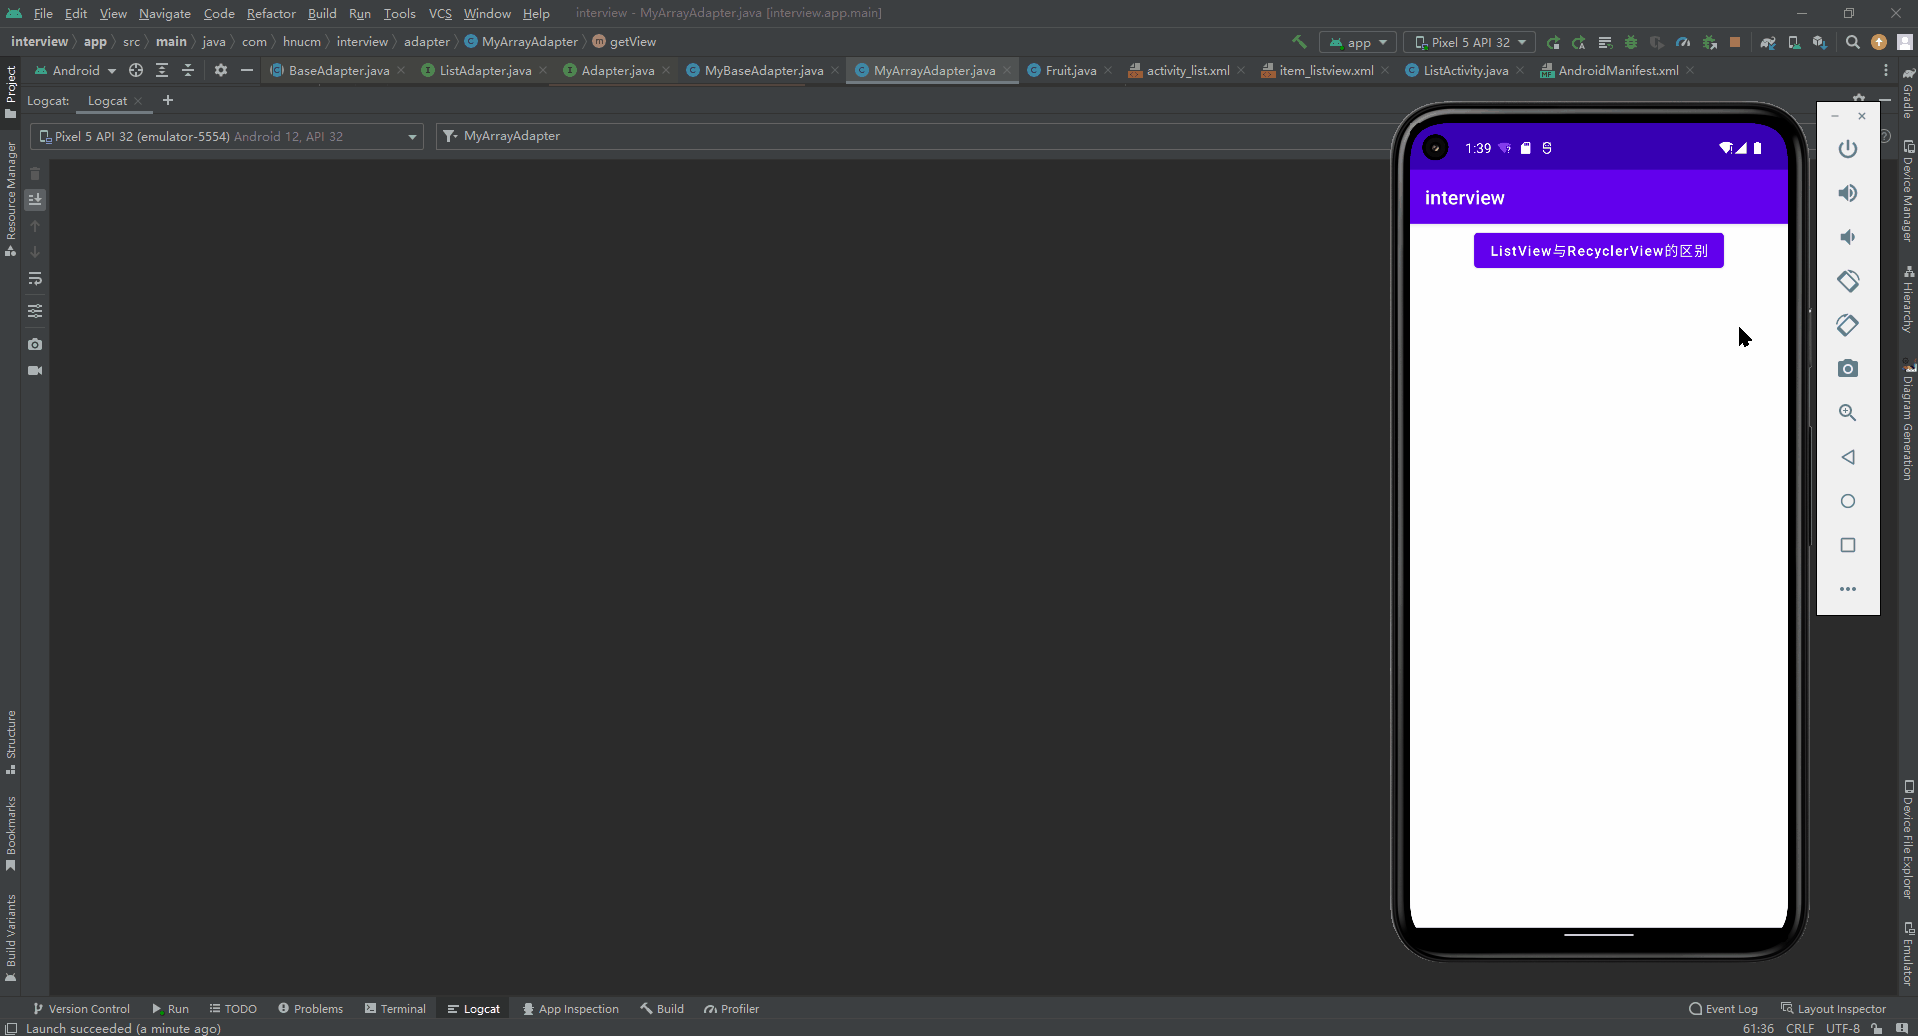 File Edit View Navigate Code Refactor Build Run Tools VCS Window Help interview - MyArrayAdapter.java [interview.app.main]
interview app src main java com hnucm interview adapter MyArrayAdapter getView app Pixel 5 API 32
Android BaseAdapter.java ListAdapter.java Adapter.java MyBaseAdapter.java MyArrayAdapter.java Fruit.java activity_list.xml item_listview.xml ListActivity.java AndroidManifest.xml
Logcat: Logcat
Pixel 5 API 32 (emulator-5554) Android 12, API 32 MyArrayAdapter
1:39
interview
ListView与RecyclerView的区别
Project
Resource Manager
Structure
Bookmarks
Build Variants
Gradle
Device Manager
Hierarchy
Diagram Generation
Device File Explorer
Emulator
Version Control Run TODO Problems Terminal Logcat App Inspection Build Profiler Event Log Layout Inspector
Launch succeeded (a minute ago) 61:36 CRLF UTF-8